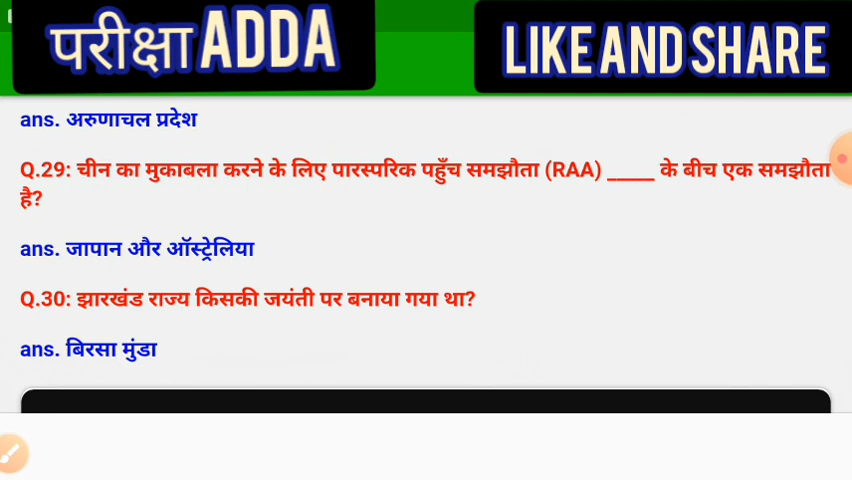 परीक्षा ADDA
LIKE AND SHARE
ans. अरुणाचल प्रदेश
Q.29: चीन का मुकाबला करने के लिए पारस्परिक पहुँच समझौता (RAA) _____ के बीच एक समझौता
है?
ans. जापान और ऑस्ट्रेलिया
Q.30: झारखंड राज्य किसकी जयंती पर बनाया गया था?
ans. बिरसा मुंडा